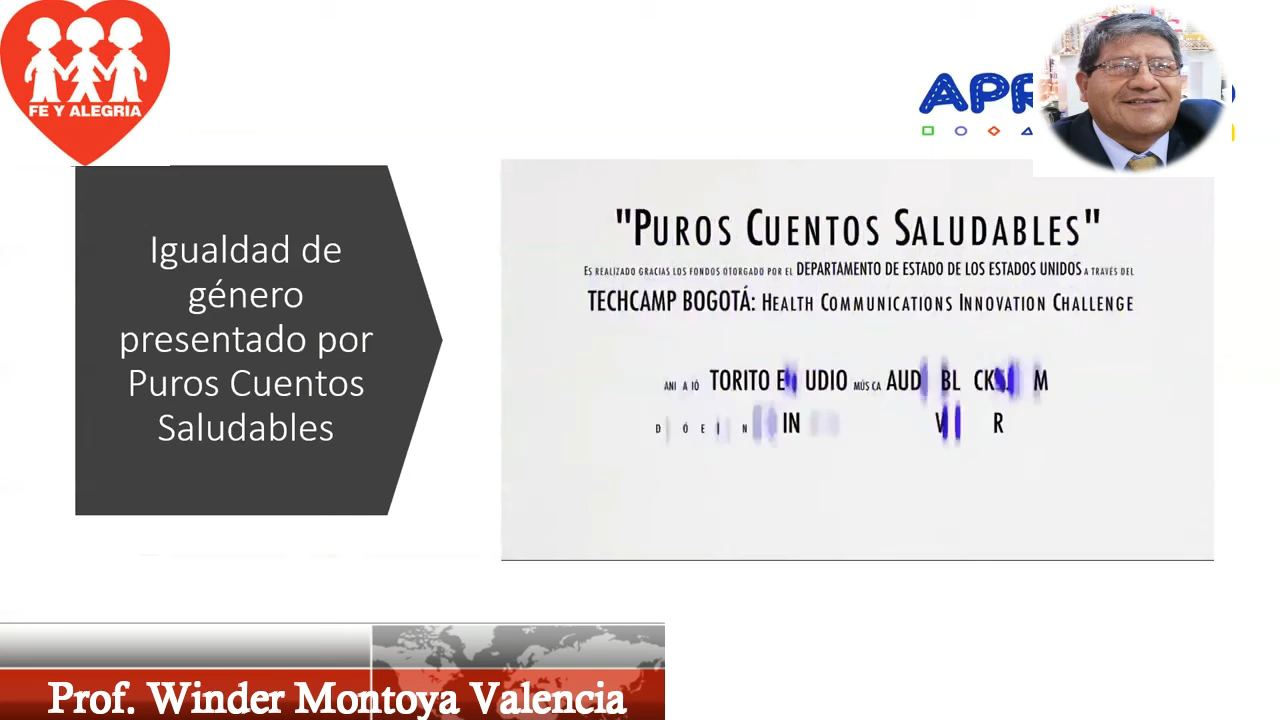 FE Y ALEGRIA
Igualdad de
género
presentado por
Puros Cuentos
Saludables
"PUROS CUENTOS SALUDABLES"
ES REALIZADO GRACIAS LOS FONDOS OTORGADO POR EL DEPARTAMENTO DE ESTADO DE LOS ESTADOS UNIDOS A TRAVÉS DEL
TECHCAMP BOGOTÁ: HEALTH COMMUNICATIONS INNOVATION CHALLENGE
TORITO
Prof. Winder Montoya Valencia